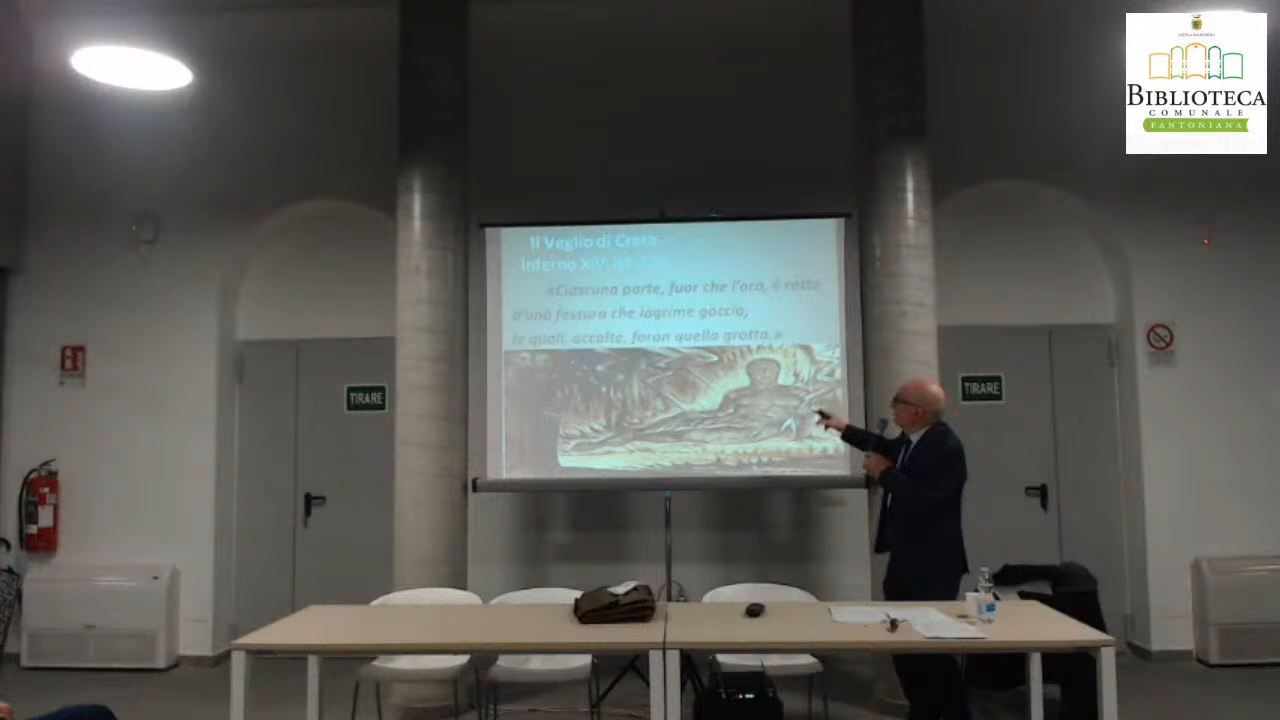 BIBLIOTECA
COMUNALE
FANTONIANA
Il Veglio di Creta
Inferno XIV,
«Ciascuna parte, fuor che l'oro, è rotta
d'una fessura che lagrime goccia,
le quali, accolte, foran quella grotta.»
TIRARE
TIRARE